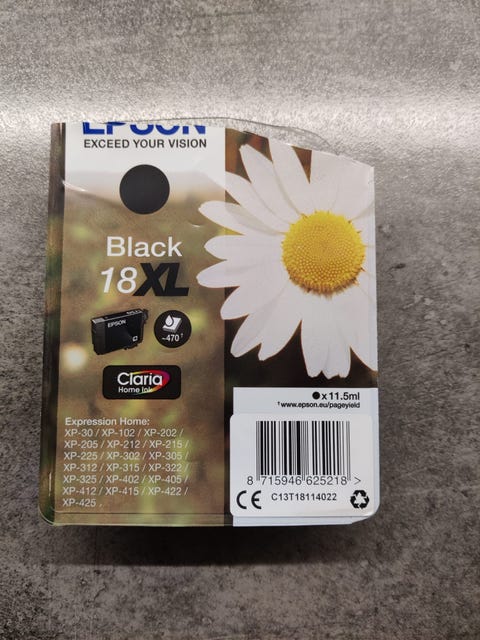 EPSON
EXCEED YOUR VISION
Black
18XL
EPSON
~470†
Claria
Home Ink
x 11.5ml
† www.epson.eu/pageyield
Expression Home:
XP-30 / XP-102 / XP-202 /
XP-205 / XP-212 / XP-215 /
XP-225 / XP-302 / XP-305 /
XP-312 / XP-315 / XP-322 /
XP-325 / XP-402 / XP-405 /
XP-412 / XP-415 / XP-422 /
XP-425
8 715946 625218 >
CE C13T18114022